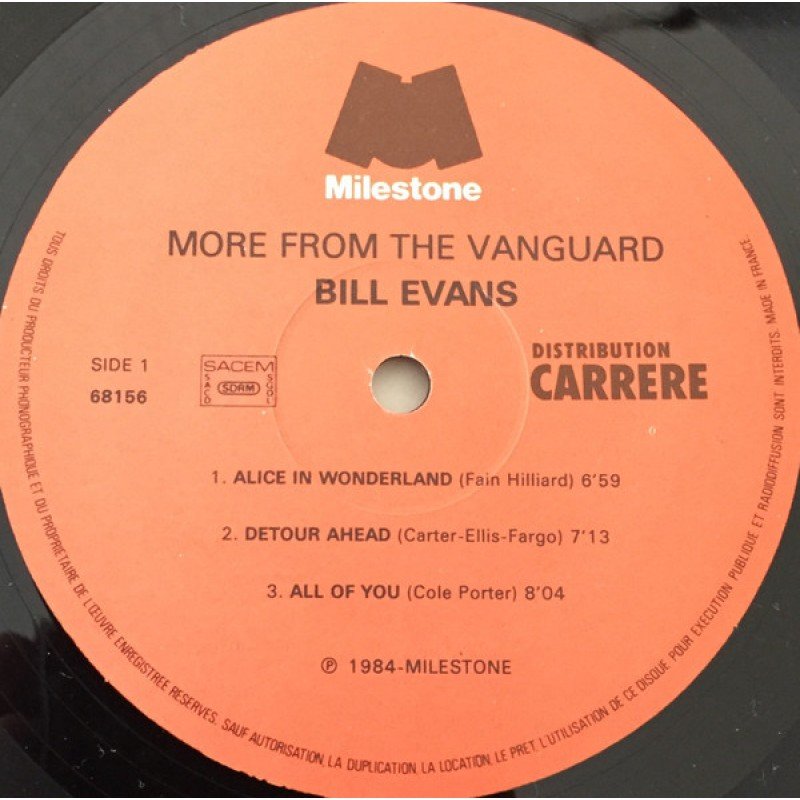 Milestone
MORE FROM THE VANGUARD
BILL EVANS
SIDE 1
68156
SACEM
SACD
SDRM
SGDL
DISTRIBUTION
CARRERE
1. ALICE IN WONDERLAND (Fain Hilliard) 6'59
2. DETOUR AHEAD (Carter-Ellis-Fargo) 7'13
3. ALL OF YOU (Cole Porter) 8'04
℗ 1984-MILESTONE
TOUS DROITS DU PRODUCTEUR PHONOGRAPHIQUE ET DU PROPRIETAIRE DE L'ŒUVRE ENREGISTREE RESERVES. SAUF AUTORISATION, LA DUPLICATION, LA LOCATION, LE PRET, L'UTILISATION DE CE DISQUE POUR EXECUTION PUBLIQUE ET RADIODIFFUSION SONT INTERDITS. MADE IN FRANCE